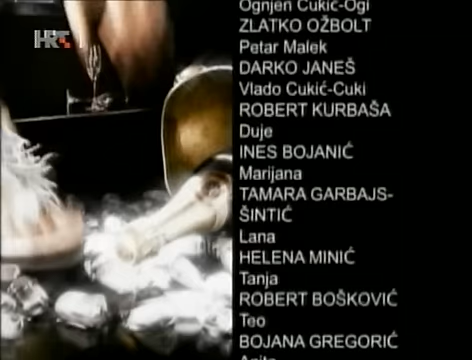 HRT
Ognjen Cukić-Ogi
ZLATKO OŽBOLT
Petar Malek
DARKO JANEŠ
Vlado Cukić-Cuki
ROBERT KURBAŠA
Duje
INES BOJANIĆ
Marijana
TAMARA GARBAJS-
ŠINTIĆ
Lana
HELENA MINIĆ
Tanja
ROBERT BOŠKOVIĆ
Teo
BOJANA GREGORIĆ
Anita